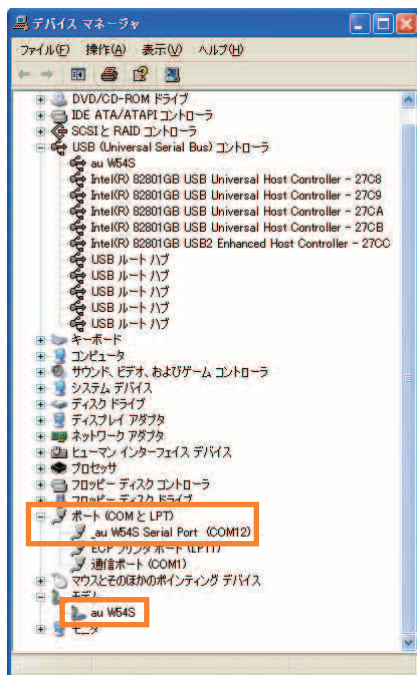 デバイス マネージャ
ファイル(F) 操作(A) 表示(V) ヘルプ(H)
DVD/CD-ROM ドライブ
IDE ATA/ATAPI コントローラ
SCSI と RAID コントローラ
USB (Universal Serial Bus) コントローラ
au W54S
Intel(R) 82801GB USB Universal Host Controller - 27C8
Intel(R) 82801GB USB Universal Host Controller - 27C9
Intel(R) 82801GB USB Universal Host Controller - 27CA
Intel(R) 82801GB USB Universal Host Controller - 27CB
Intel(R) 82801GB USB2 Enhanced Host Controller - 27CC
USB ルート ハブ
USB ルート ハブ
USB ルート ハブ
USB ルート ハブ
USB ルート ハブ
キーボード
コンピュータ
サウンド、ビデオ、およびゲーム コントローラ
システム デバイス
ディスク ドライブ
ディスプレイ アダプタ
ネットワーク アダプタ
ヒューマン インターフェイス デバイス
プロセッサ
フロッピー ディスク コントローラ
フロッピー ディスク ドライブ
ポート (COM と LPT)
_au W54S Serial Port (COM12)
ECP プリンタ ポート (LPT1)
通信ポート (COM1)
マウスとそのほかのポインティング デバイス
モデム
au W54S
モニタ